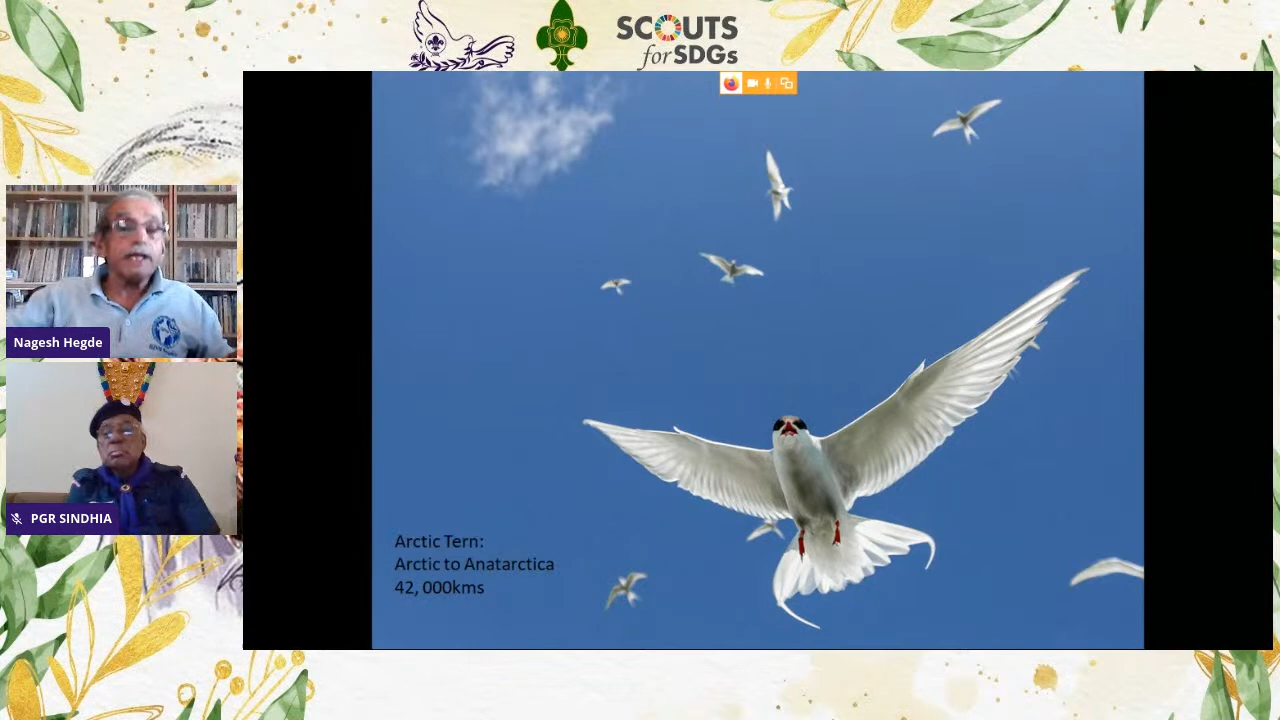 SCOUTS
for SDGs
Nagesh Hegde
PGR SINDHIA
Arctic Tern:
Arctic to Anatarctica
42, 000kms